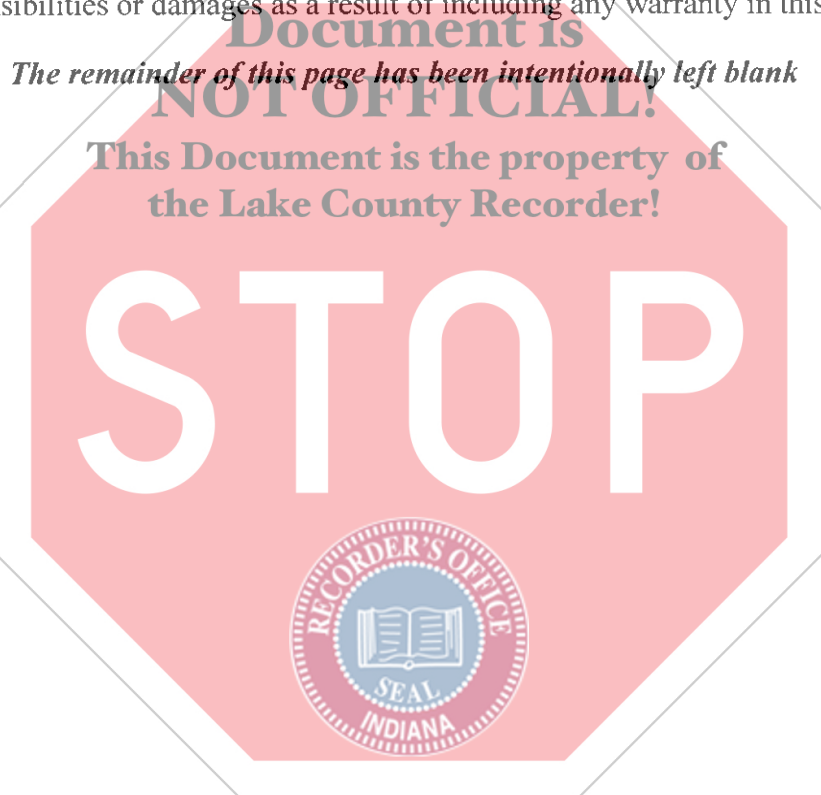 sibilities or damages as a result of including any warranty in this
Document is
The remainder of this page has been intentionally left blank
NOT OFFICIAL!
This Document is the property of
the Lake County Recorder!
STOP
RECORDER'S OFFICE
SEAL
INDIANA